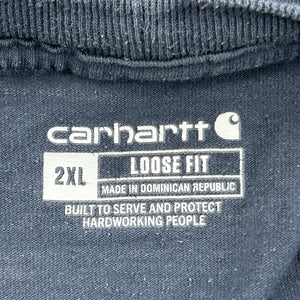 carhartt
2XL
LOOSE FIT
MADE IN DOMINICAN REPUBLIC
BUILT TO SERVE AND PROTECT
HARDWORKING PEOPLE